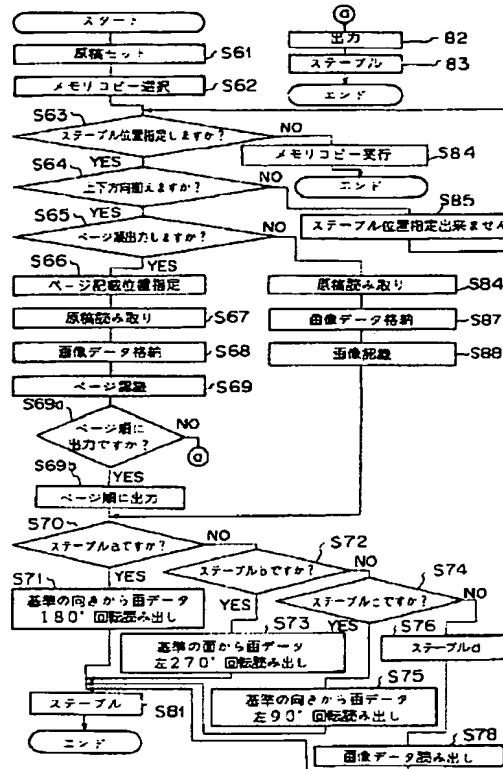 スタート
原稿セット
S61
メモリコピー選択
S62
S63
ステープル位置指定しますか?
NO
YES
メモリコピー実行
S84
エンド
S64
上下方向揃えますか?
NO
YES
S85
ステープル位置指定出来ません
S65
ページ順出力しますか?
NO
YES
S66
ページ記載位置指定
原稿読み取り
S67
画像データ格納
S68
ページ認識
S69
原稿読み取り
S84
画像データ格納
S87
画像認識
S88
S69a
ページ順に
出力ですか?
NO
a
YES
S69b
ページ順に出力
S70
ステープルaですか?
NO
YES
S71
基準の向きから画データ
180°回転読み出し
S72
ステープルbですか?
NO
YES
S73
基準の面から画データ
左270°回転読み出し
S74
ステープルcですか?
NO
YES
S75
基準の向きから画データ
左90°回転読み出し
S76
ステープルd
S78
画像データ読み出し
ステープル
S81
エンド
a
出力
82
ステープル
83
エンド